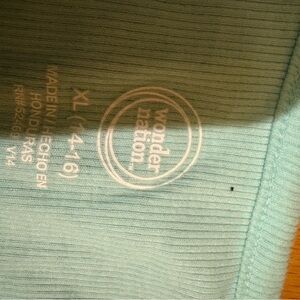 wonder
nation
XL (14-16)
MADE IN / HECHO EN
HONDURAS
V14